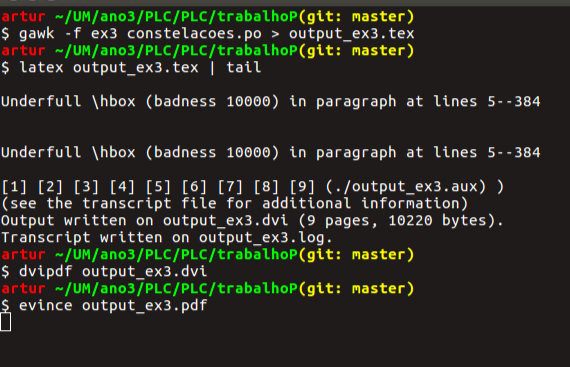 artur ~/UM/ano3/PLC/PLC/trabalhoP(git: master)
$ gawk -f ex3 constelacoes.po > output_ex3.tex
artur ~/UM/ano3/PLC/PLC/trabalhoP(git: master)
$ latex output_ex3.tex | tail
Underfull \hbox (badness 10000) in paragraph at lines 5--384
Underfull \hbox (badness 10000) in paragraph at lines 5--384
[1] [2] [3] [4] [5] [6] [7] [8] [9] (./output_ex3.aux) )
(see the transcript file for additional information)
Output written on output_ex3.dvi (9 pages, 10220 bytes).
Transcript written on output_ex3.log.
artur ~/UM/ano3/PLC/PLC/trabalhoP(git: master)
$ dvipdf output_ex3.dvi
artur ~/UM/ano3/PLC/PLC/trabalhoP(git: master)
$ evince output_ex3.pdf